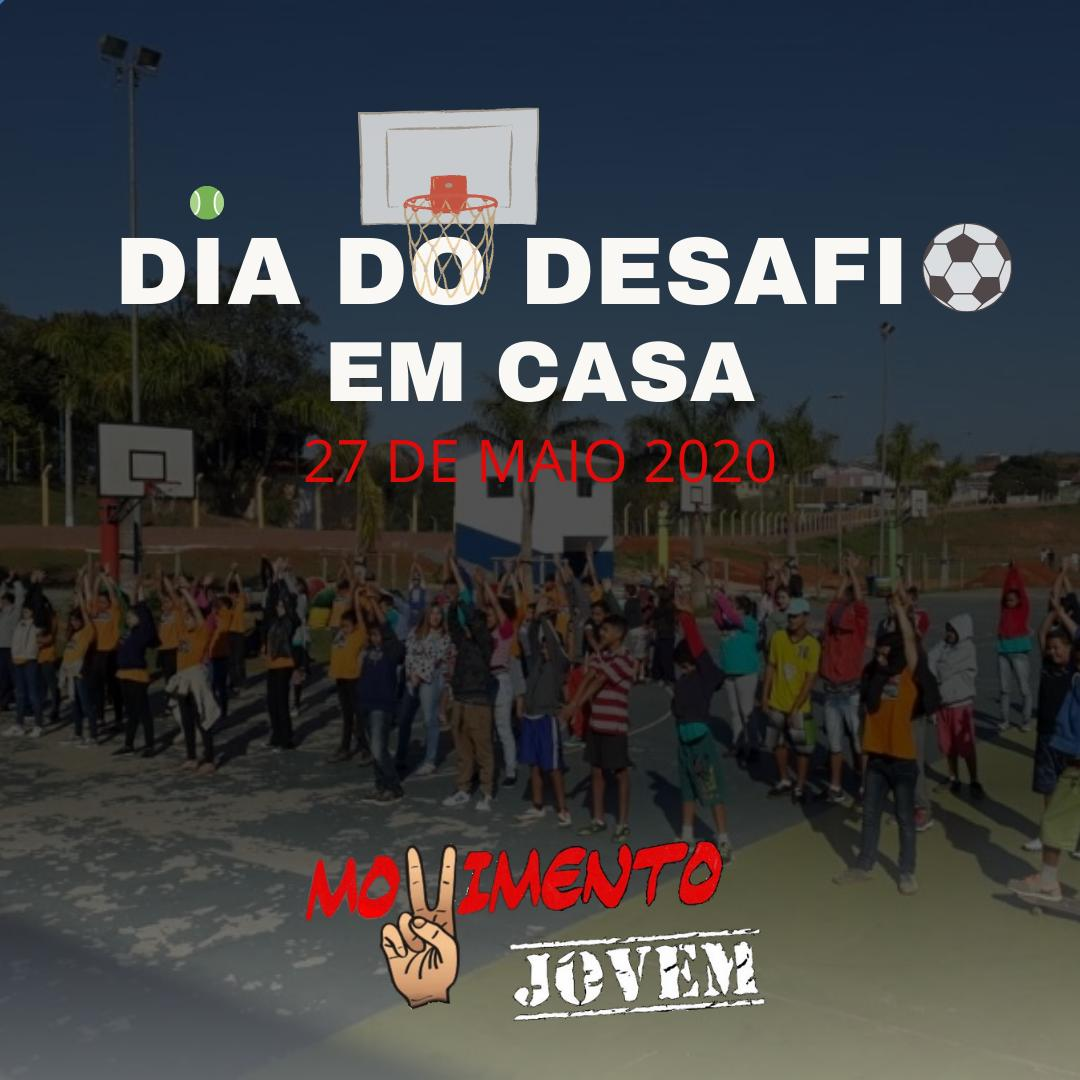 DIA DO DESAFIO
EM CASA
27 DE MAIO 2020
MOVIMENTO
JOVEM